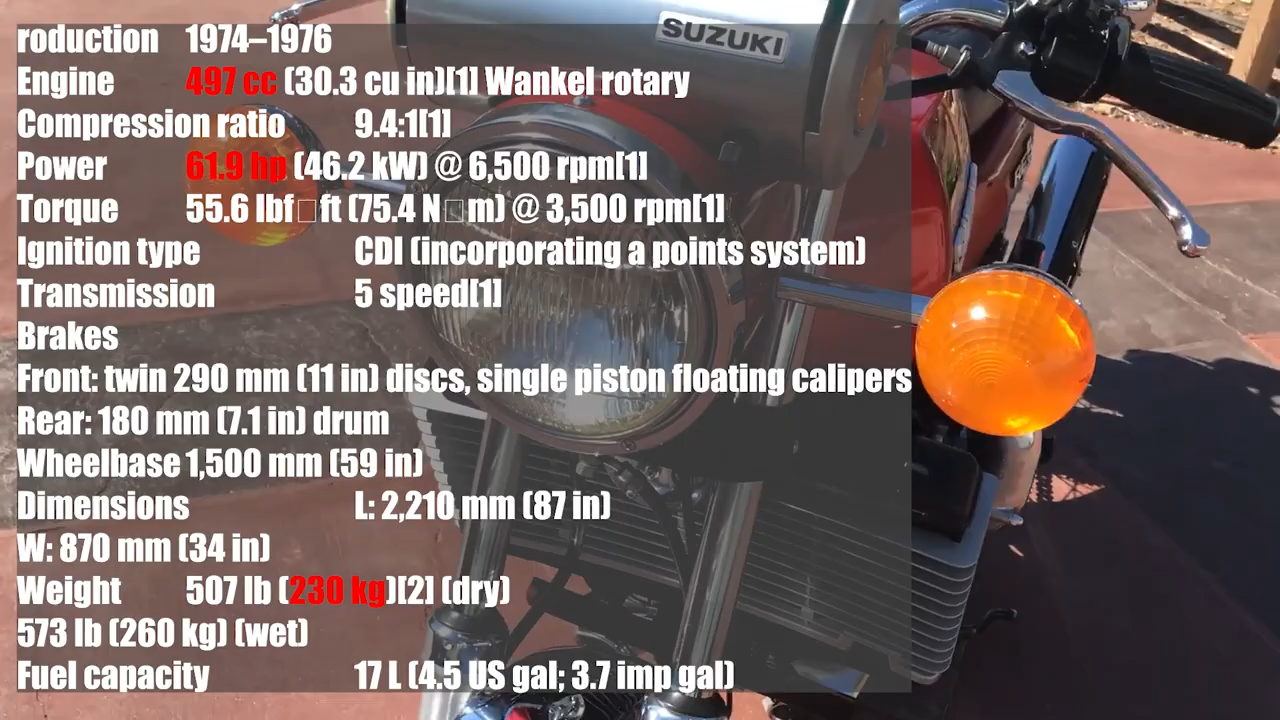 SUZUKI
roduction 1974–1976
Engine 497 cc (30.3 cu in)[1] Wankel rotary
Compression ratio 9.4:1[1]
Power 61.9 hp (46.2 kW) @ 6,500 rpm[1]
Torque 55.6 lbf□ft (75.4 N□m) @ 3,500 rpm[1]
Ignition type CDI (incorporating a points system)
Transmission 5 speed[1]
Brakes
Front: twin 290 mm (11 in) discs, single piston floating calipers
Rear: 180 mm (7.1 in) drum
Wheelbase 1,500 mm (59 in)
Dimensions L: 2,210 mm (87 in)
W: 870 mm (34 in)
Weight 507 lb (230 kg)[2] (dry)
573 lb (260 kg) (wet)
Fuel capacity 17 L (4.5 US gal; 3.7 imp gal)